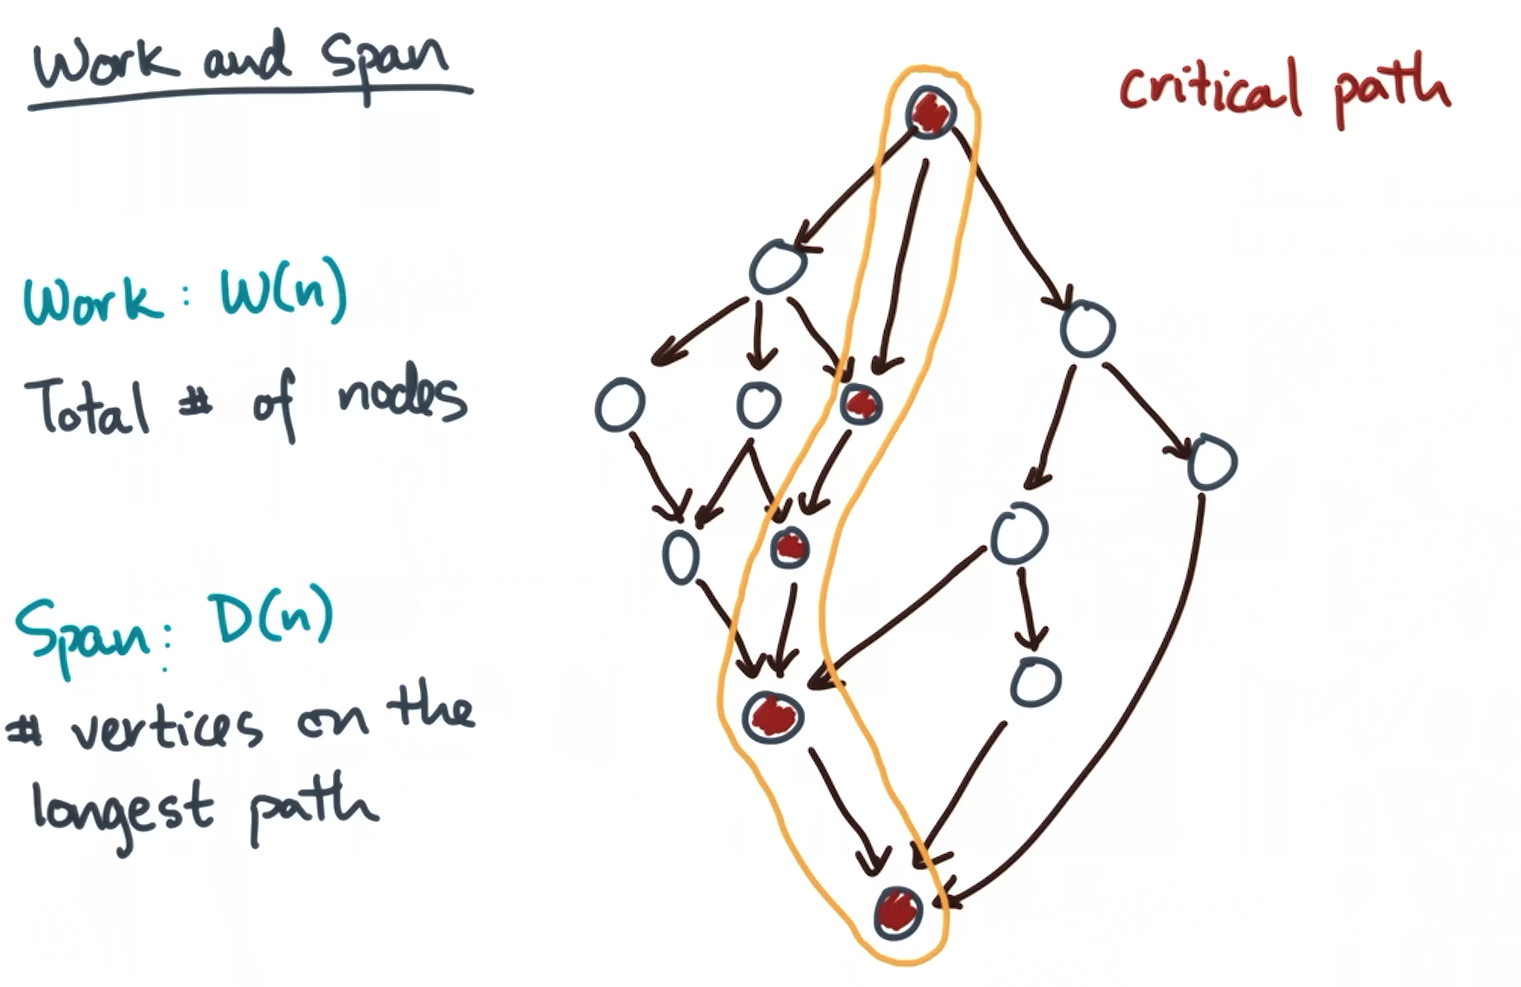 Work and Span
critical path
Work: W(n)
Total # of nodes
Span: D(n)
# vertices on the
longest path